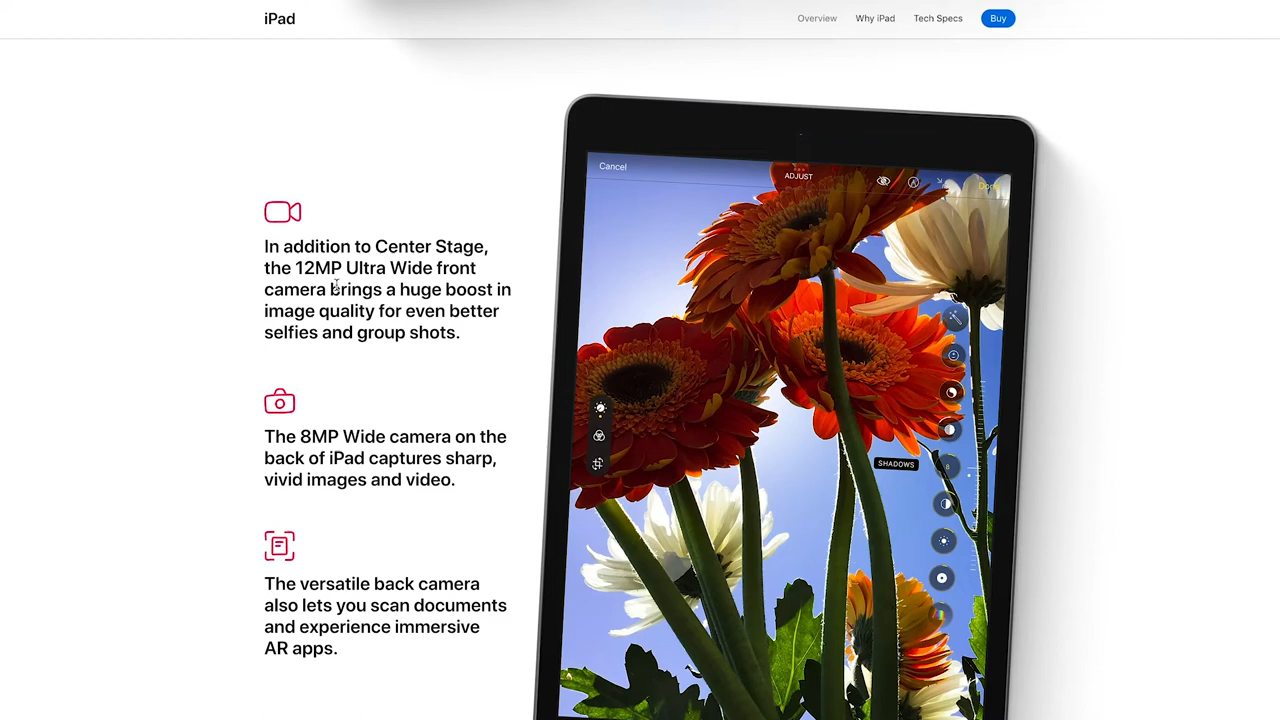 iPad
Overview
Why iPad
Tech Specs
Buy
In addition to Center Stage,
the 12MP Ultra Wide front
camera brings a huge boost in
image quality for even better
selfies and group shots.
The 8MP Wide camera on the
back of iPad captures sharp,
vivid images and video.
The versatile back camera
also lets you scan documents
and experience immersive
AR apps.
Cancel
ADJUST
Done
SHADOWS
8